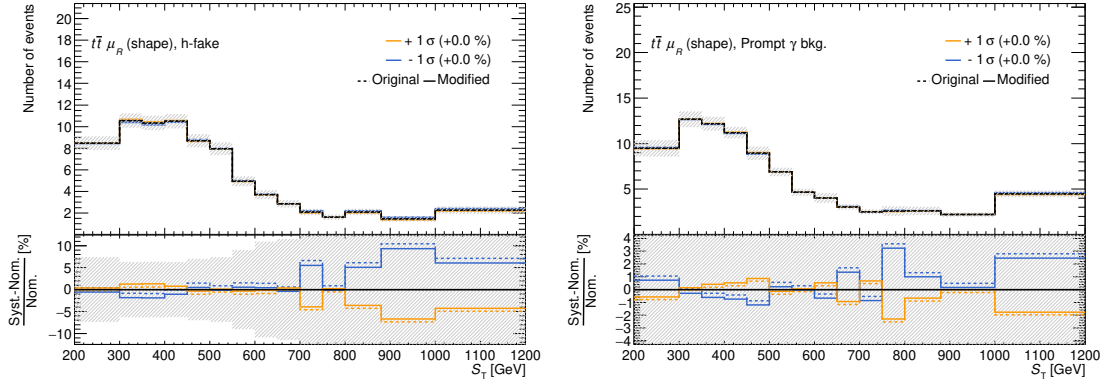 Number of events
20
18
16
14
12
10
8
6
4
2
tt̅ μR (shape), h-fake
+ 1 σ (+0.0 %)
- 1 σ (+0.0 %)
Original Modified
Syst.-Nom. [%]
Nom.
10
5
0
−5
−10
200 300 400 500 600 700 800 900 1000 1100 1200
ST [GeV]
Number of events
25
20
15
10
5
tt̅ μR (shape), Prompt γ bkg.
+ 1 σ (+0.0 %)
- 1 σ (+0.0 %)
Original Modified
Syst.-Nom. [%]
Nom.
4
3
2
1
0
−1
−2
−3
−4
200 300 400 500 600 700 800 900 1000 1100 1200
ST [GeV]